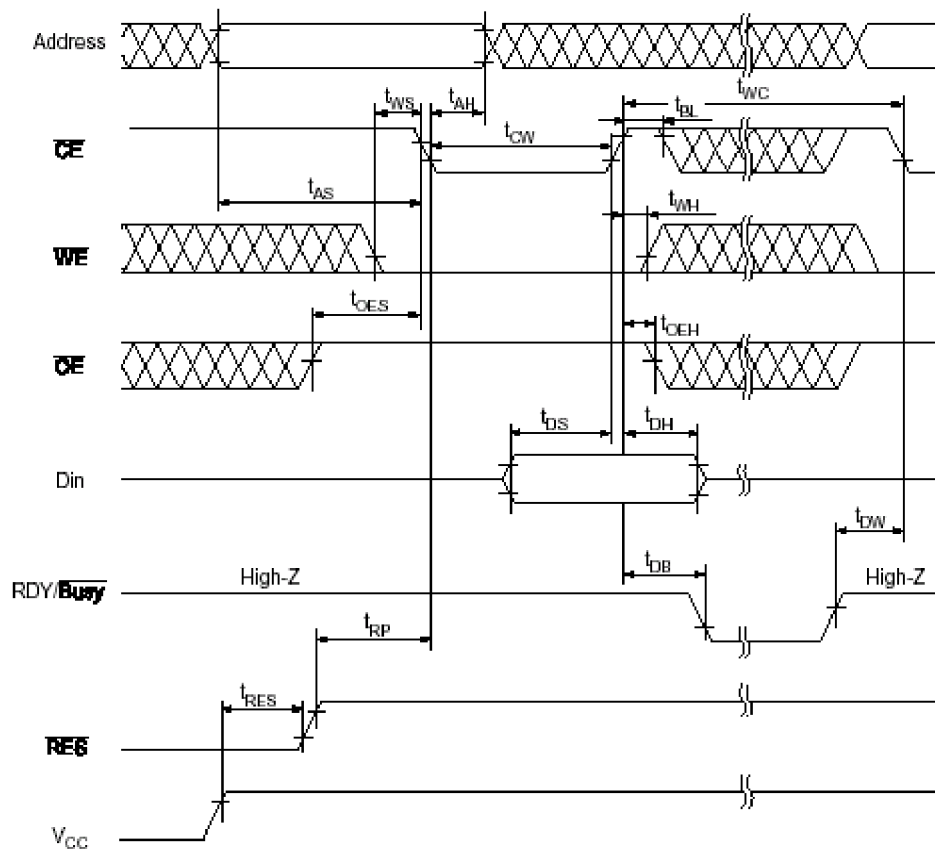 Address
tWS
tAH
tWC
tBL
CE
tCW
tAS
tWH
WE
tOES
tOEH
OE
tDS
tDH
Din
tDW
High-Z
tDB
High-Z
RDY/Busy
tRP
tRES
RES
VCC